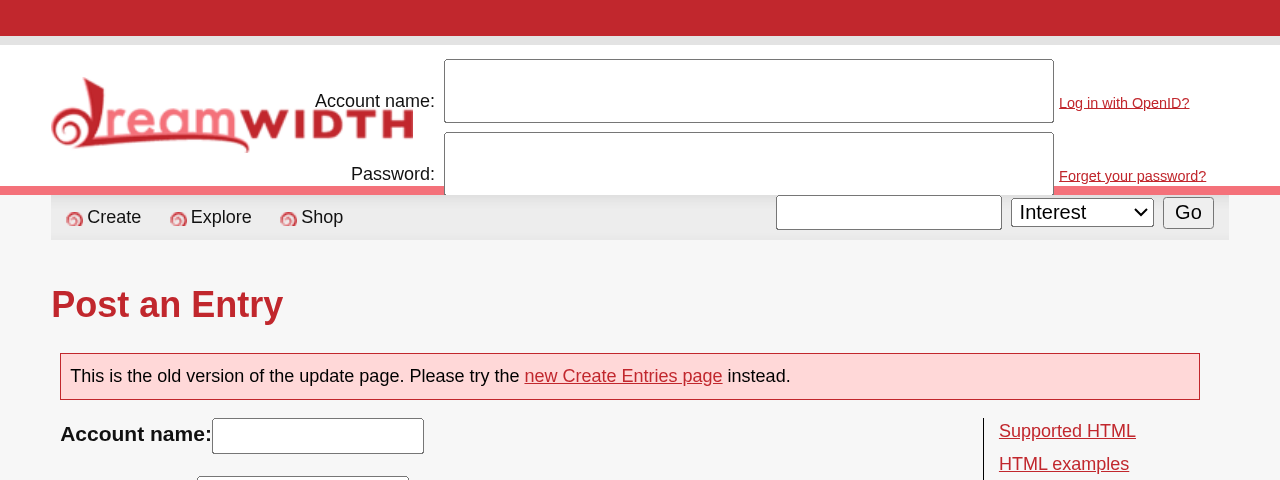 dreamWIDTH
Account name:
Log in with OpenID?
Password:
Forget your password?
Create Explore Shop Interest Go
Post an Entry
This is the old version of the update page. Please try the new Create Entries page instead.
Account name:
Supported HTML
HTML examples